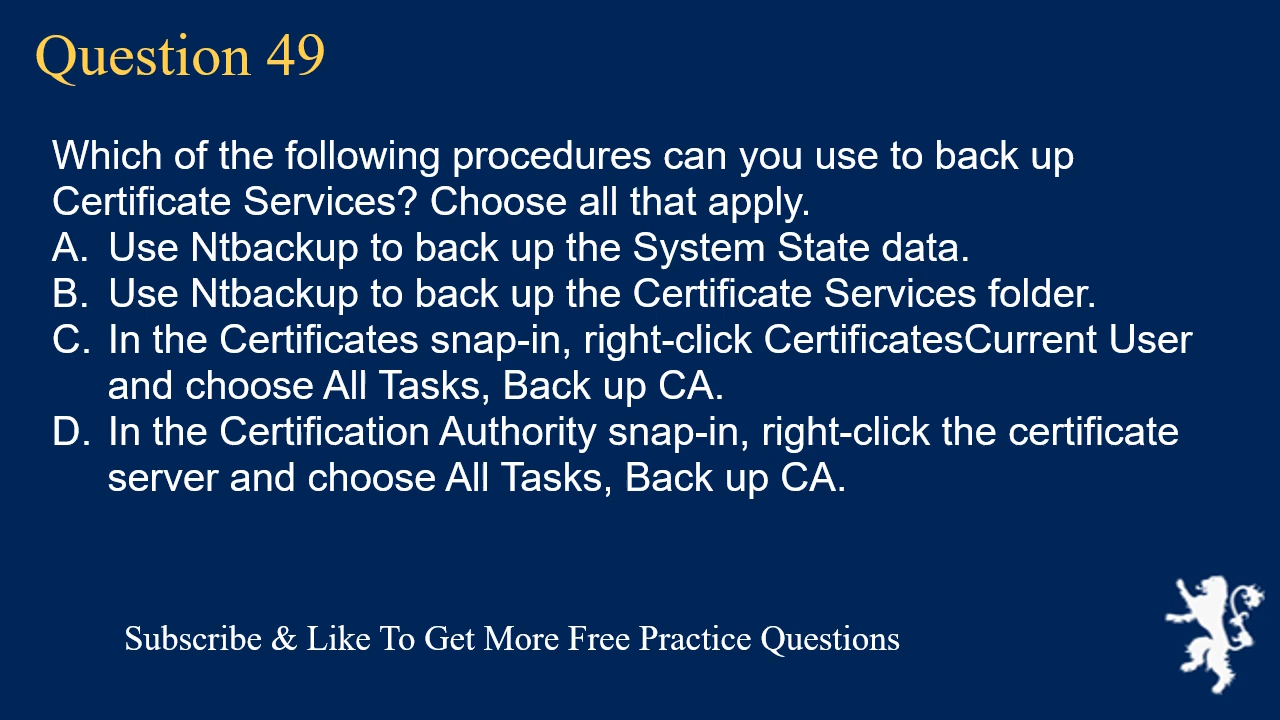 Question 49
Which of the following procedures can you use to back up
Certificate Services? Choose all that apply.
A. Use Ntbackup to back up the System State data.
B. Use Ntbackup to back up the Certificate Services folder.
C. In the Certificates snap-in, right-click CertificatesCurrent User
and choose All Tasks, Back up CA.
D. In the Certification Authority snap-in, right-click the certificate
server and choose All Tasks, Back up CA.
Subscribe & Like To Get More Free Practice Questions